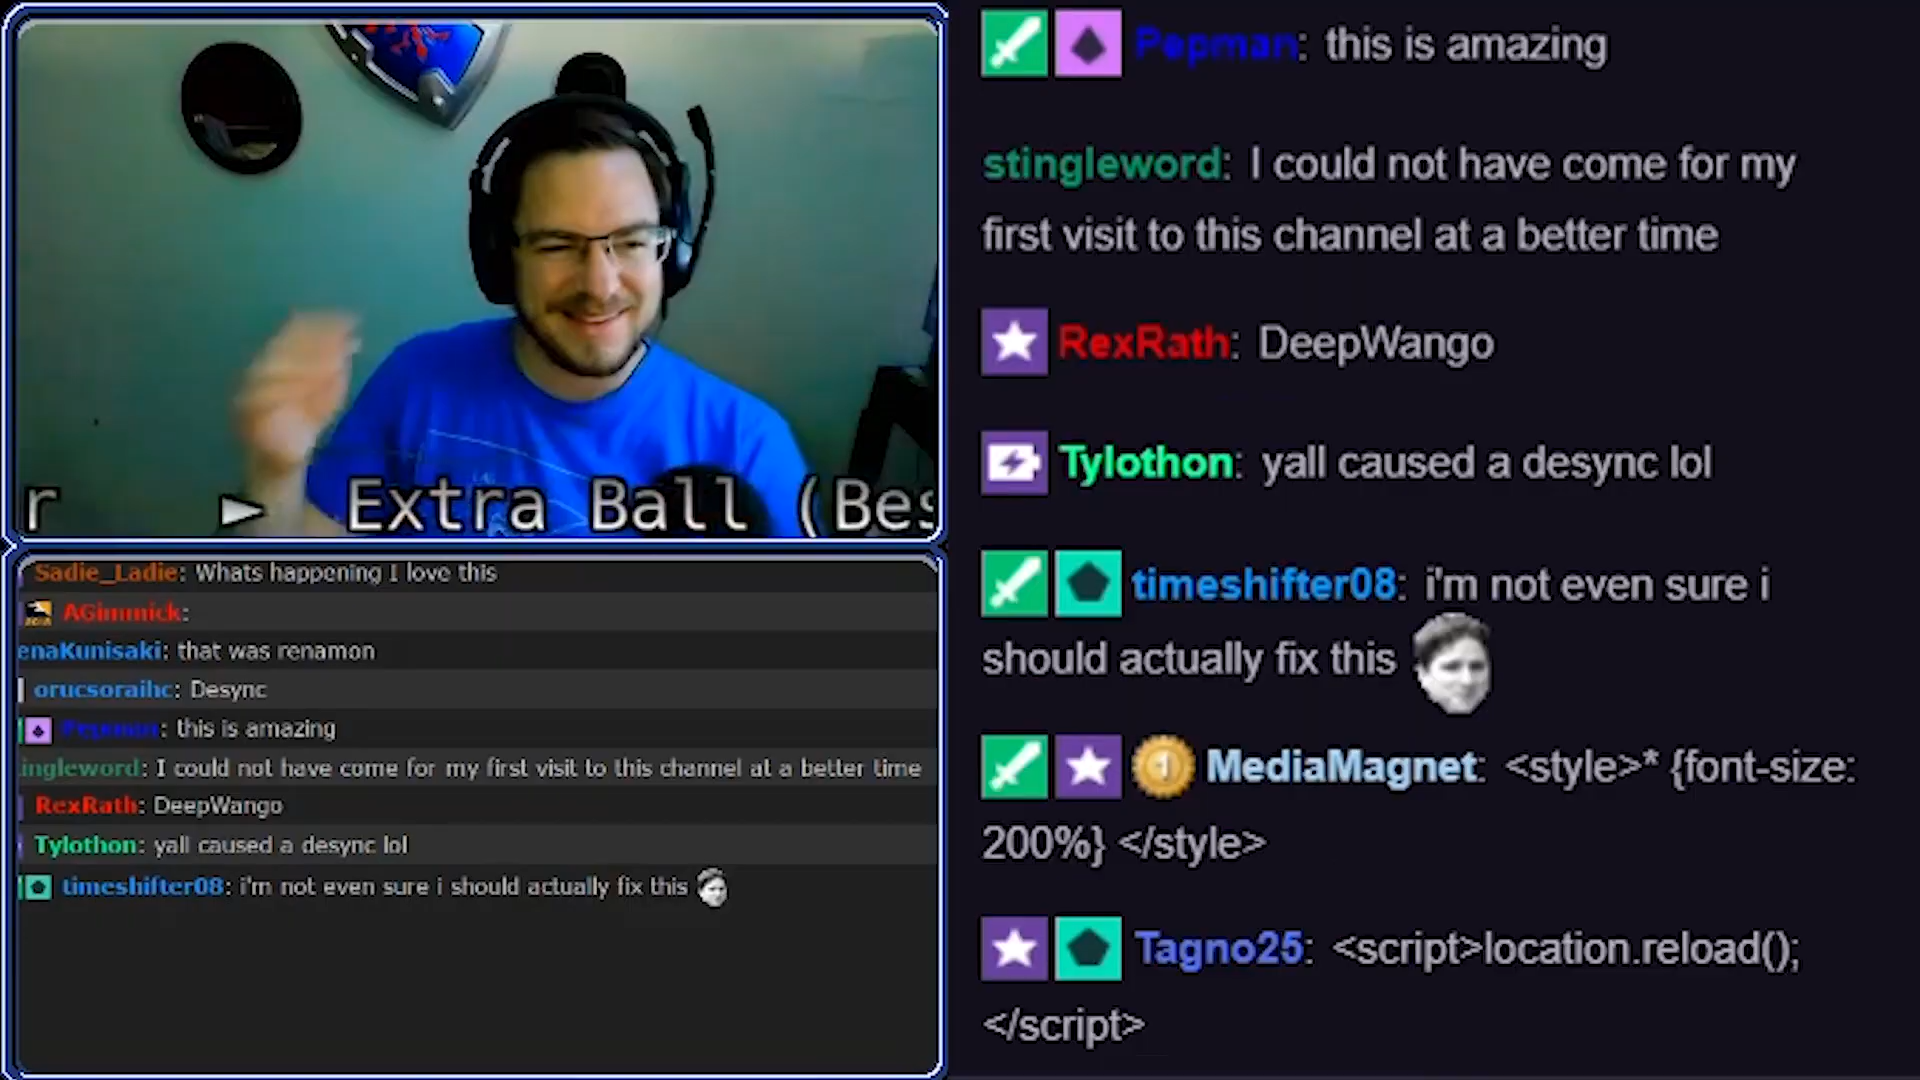 r ► Extra Ball (Bes
Sadie_Ladie: Whats happening I love this
AGimmick:
enaKunisaki: that was renamon
orucsoraihc: Desync
Pepman: this is amazing
ingleword: I could not have come for my first visit to this channel at a better time
RexRath: DeepWango
Tylothon: yall caused a desync lol
timeshifter08: i'm not even sure i should actually fix this
Pepman: this is amazing
stingleword: I could not have come for my
first visit to this channel at a better time
RexRath: DeepWango
Tylothon: yall caused a desync lol
timeshifter08: i'm not even sure i
should actually fix this
1 MediaMagnet: <style>* {font-size:
200%} </style>
Tagno25: <script>location.reload();
</script>